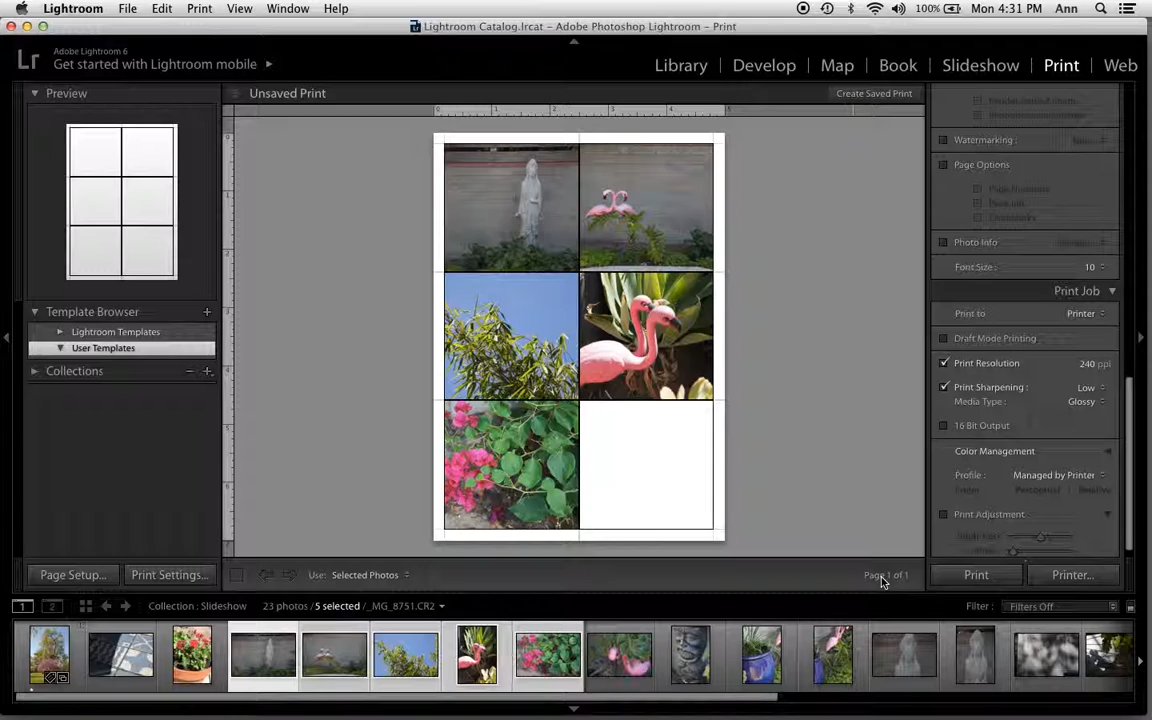 Lightroom File Edit Photo Print View Window Help 100% Mon 4:31 PM Ann
Lightroom Catalog.lrcat – Adobe Photoshop Lightroom – Print
Lr Adobe Lightroom 6
Get started with Lightroom mobile
Library | Develop | Map | Book | Slideshow | Print | Web
Preview
Unsaved Print
Create Saved Print
Template Browser
Lightroom Templates
User Templates
Collections
Watermarking :
Page Options
Photo Info
Font Size : 10
Print Job
Print to Printer
Draft Mode Printing
Print Resolution 240 ppi
Print Sharpening : Low
Media Type : Glossy
16 Bit Output
Color Management
Profile : Managed by Printer
Print Adjustment
Page Setup... Print Settings...
Use: Selected Photos
Page 1 of 1
Print Printer...
1 2 Collection : Slideshow 23 photos / 5 selected / _MG_8751.CR2
Filter : Filters Off